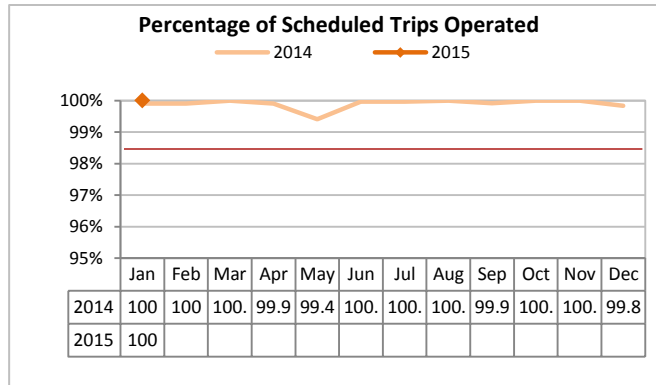 Percentage of Scheduled Trips Operated
2014 2015
100%
99%
98%
97%
96%
95%
Jan Feb Mar Apr May Jun Jul Aug Sep Oct Nov Dec
2014 100 100 100. 99.9 99.4 100. 100. 100. 99.9 100. 100. 99.8
2015 100